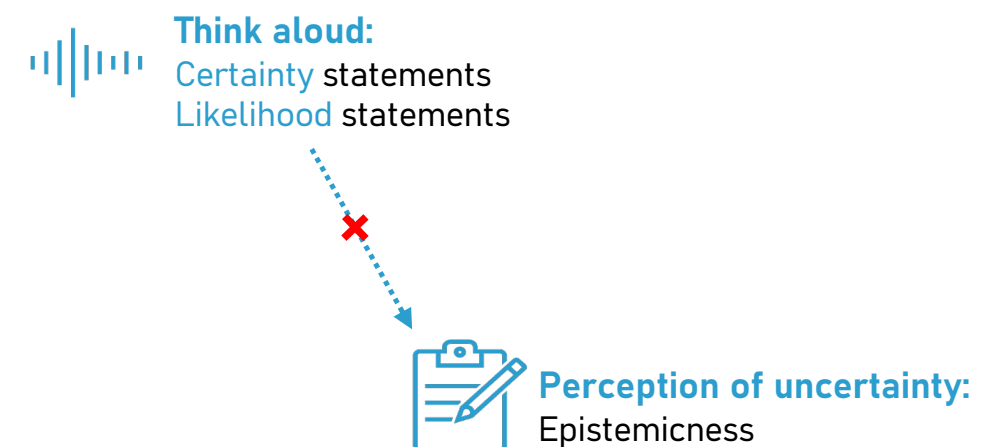 Think aloud:
Certainty statements
Likelihood statements
Perception of uncertainty:
Epistemicness